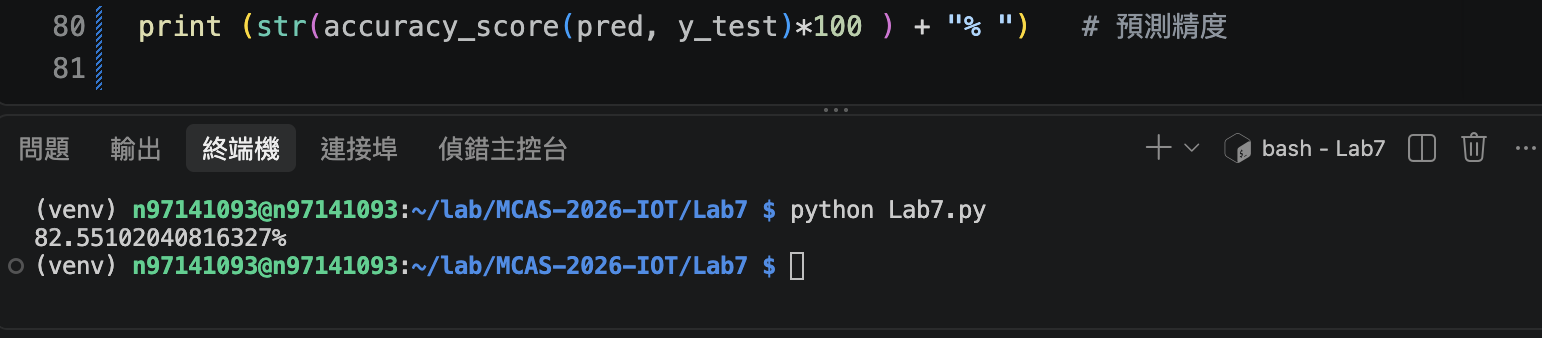 80 print (str(accuracy_score(pred, y_test)*100 ) + "% ") # 預測精度
81
問題 輸出 終端機 連接埠 偵錯主控台 bash - Lab7
(venv) n97141093@n97141093:~/lab/MCAS-2026-IOT/Lab7 $ python Lab7.py
82.55102040816327%
(venv) n97141093@n97141093:~/lab/MCAS-2026-IOT/Lab7 $